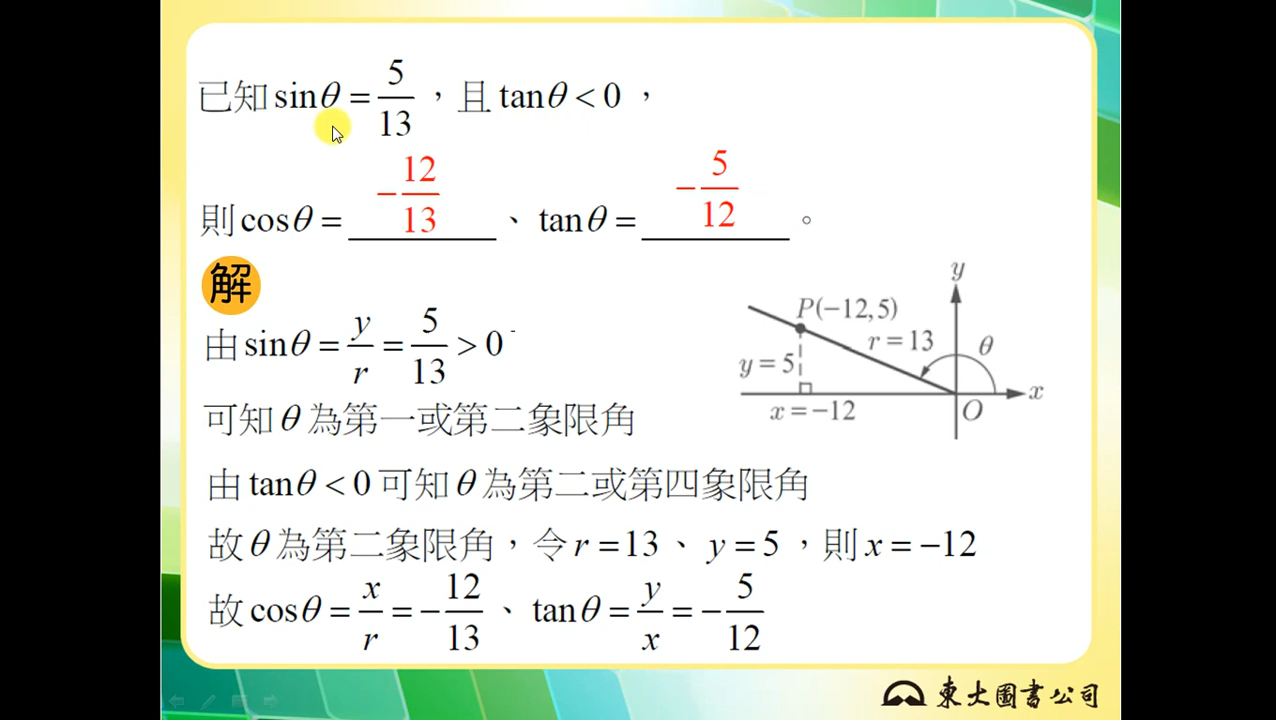 已知 sinθ = 5/13，且 tanθ < 0，
則 cosθ = -12/13、tanθ = -5/12。
解
由 sinθ = y/r = 5/13 > 0
可知 θ 為第一或第二象限角
由 tanθ < 0 可知 θ 為第二或第四象限角
故 θ 為第二象限角，令 r = 13、y = 5，則 x = -12
故 cosθ = x/r = -12/13、tanθ = y/x = -5/12
y
P(-12,5)
r = 13
θ
y = 5
x
x = -12
O
東大圖書公司